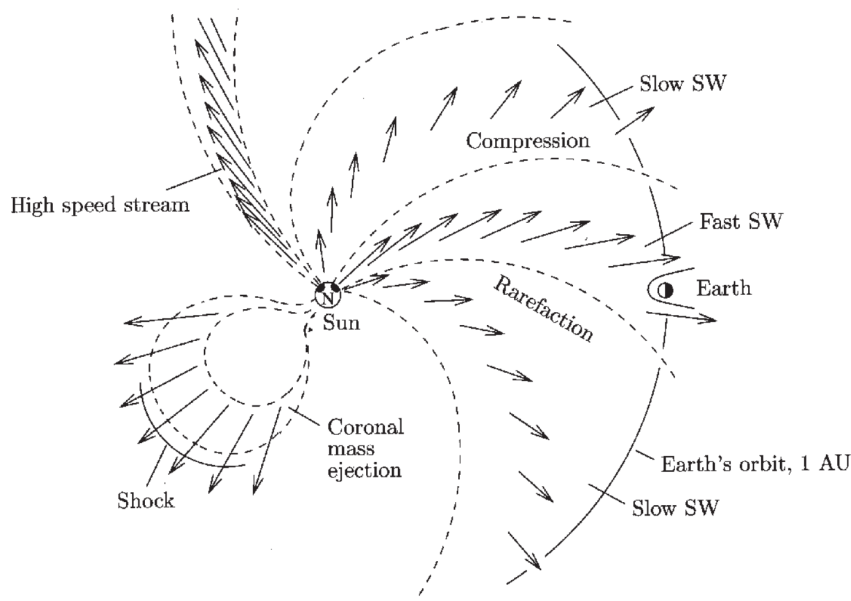 Slow SW
Compression
High speed stream
Fast SW
N
Earth
Rarefaction
Sun
Coronal
mass
ejection
Earth's orbit, 1 AU
Shock
Slow SW